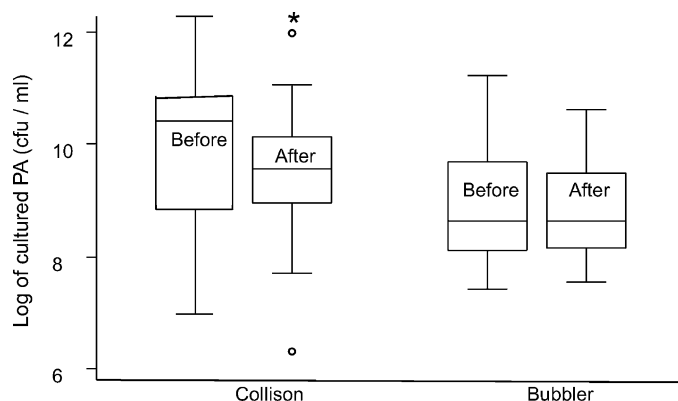 Log of cultured PA (cfu / ml)
12
10
8
6
*
Before
After
Before
After
Collison
Bubbler